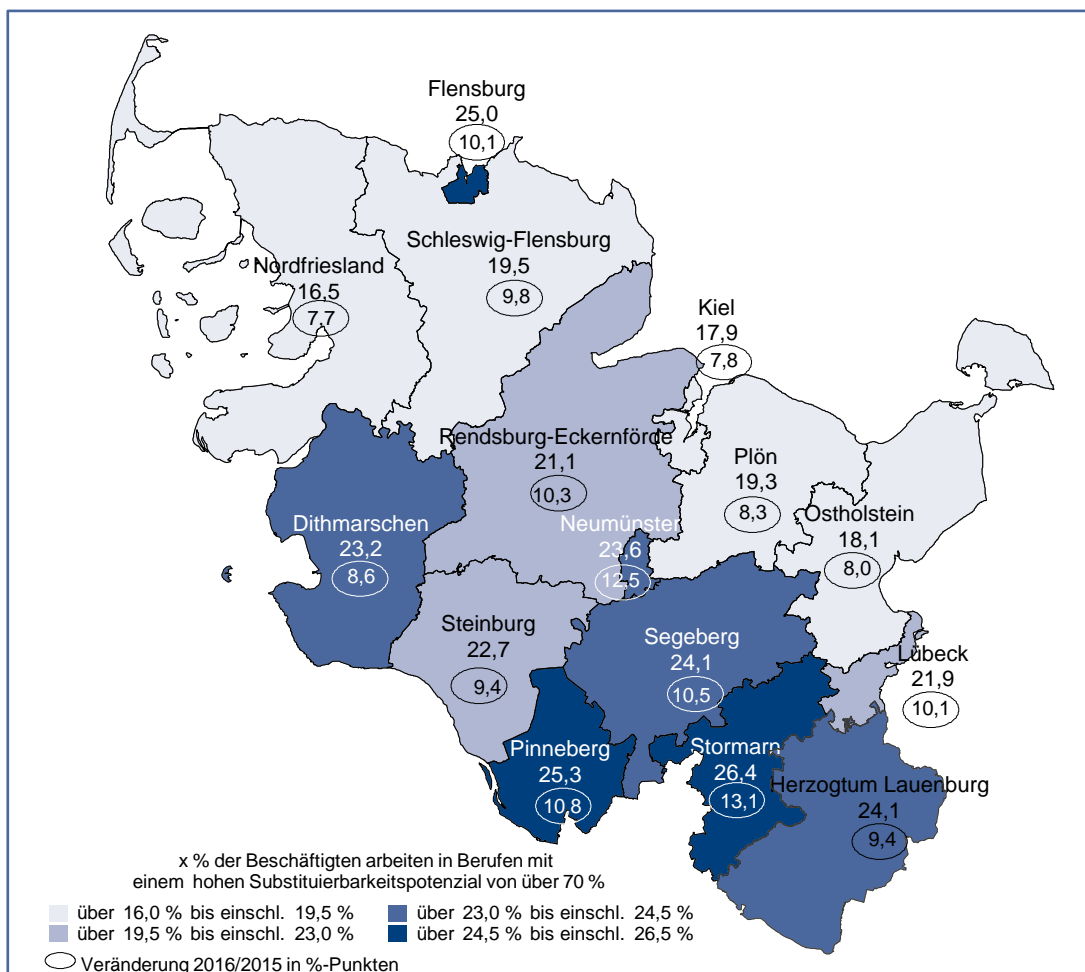 Flensburg
25,0
10,1
Schleswig-Flensburg
19,5
9,8
Nordfriesland
16,5
7,7
Kiel
17,9
7,8
Rendsburg-Eckernförde
21,1
10,3
Plön
19,3
8,3
Ostholstein
18,1
8,0
Dithmarschen
23,2
8,6
Neumünster
23,6
12,5
Steinburg
22,7
9,4
Segeberg
24,1
10,5
Lübeck
21,9
10,1
Pinneberg
25,3
10,8
Stormarn
26,4
13,1
Herzogtum Lauenburg
24,1
9,4
x % der Beschäftigten arbeiten in Berufen mit
einem hohen Substituierbarkeitspotenzial von über 70 %
über 16,0 % bis einschl. 19,5 %
über 19,5 % bis einschl. 23,0 %
über 23,0 % bis einschl. 24,5 %
über 24,5 % bis einschl. 26,5 %
Veränderung 2016/2015 in %-Punkten